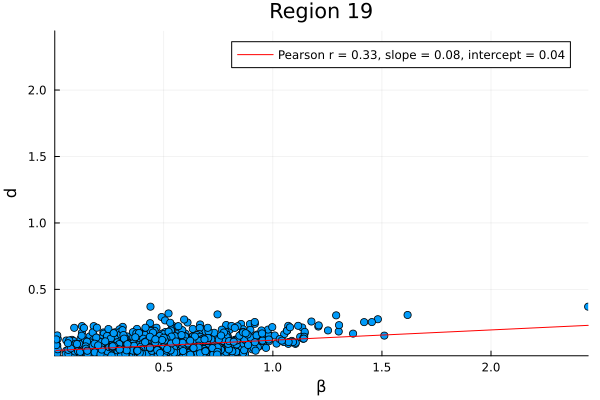 Region 19
Pearson r = 0.33, slope = 0.08, intercept = 0.04
2.0
1.5
1.0
0.5
d
0.5 1.0 1.5 2.0
β